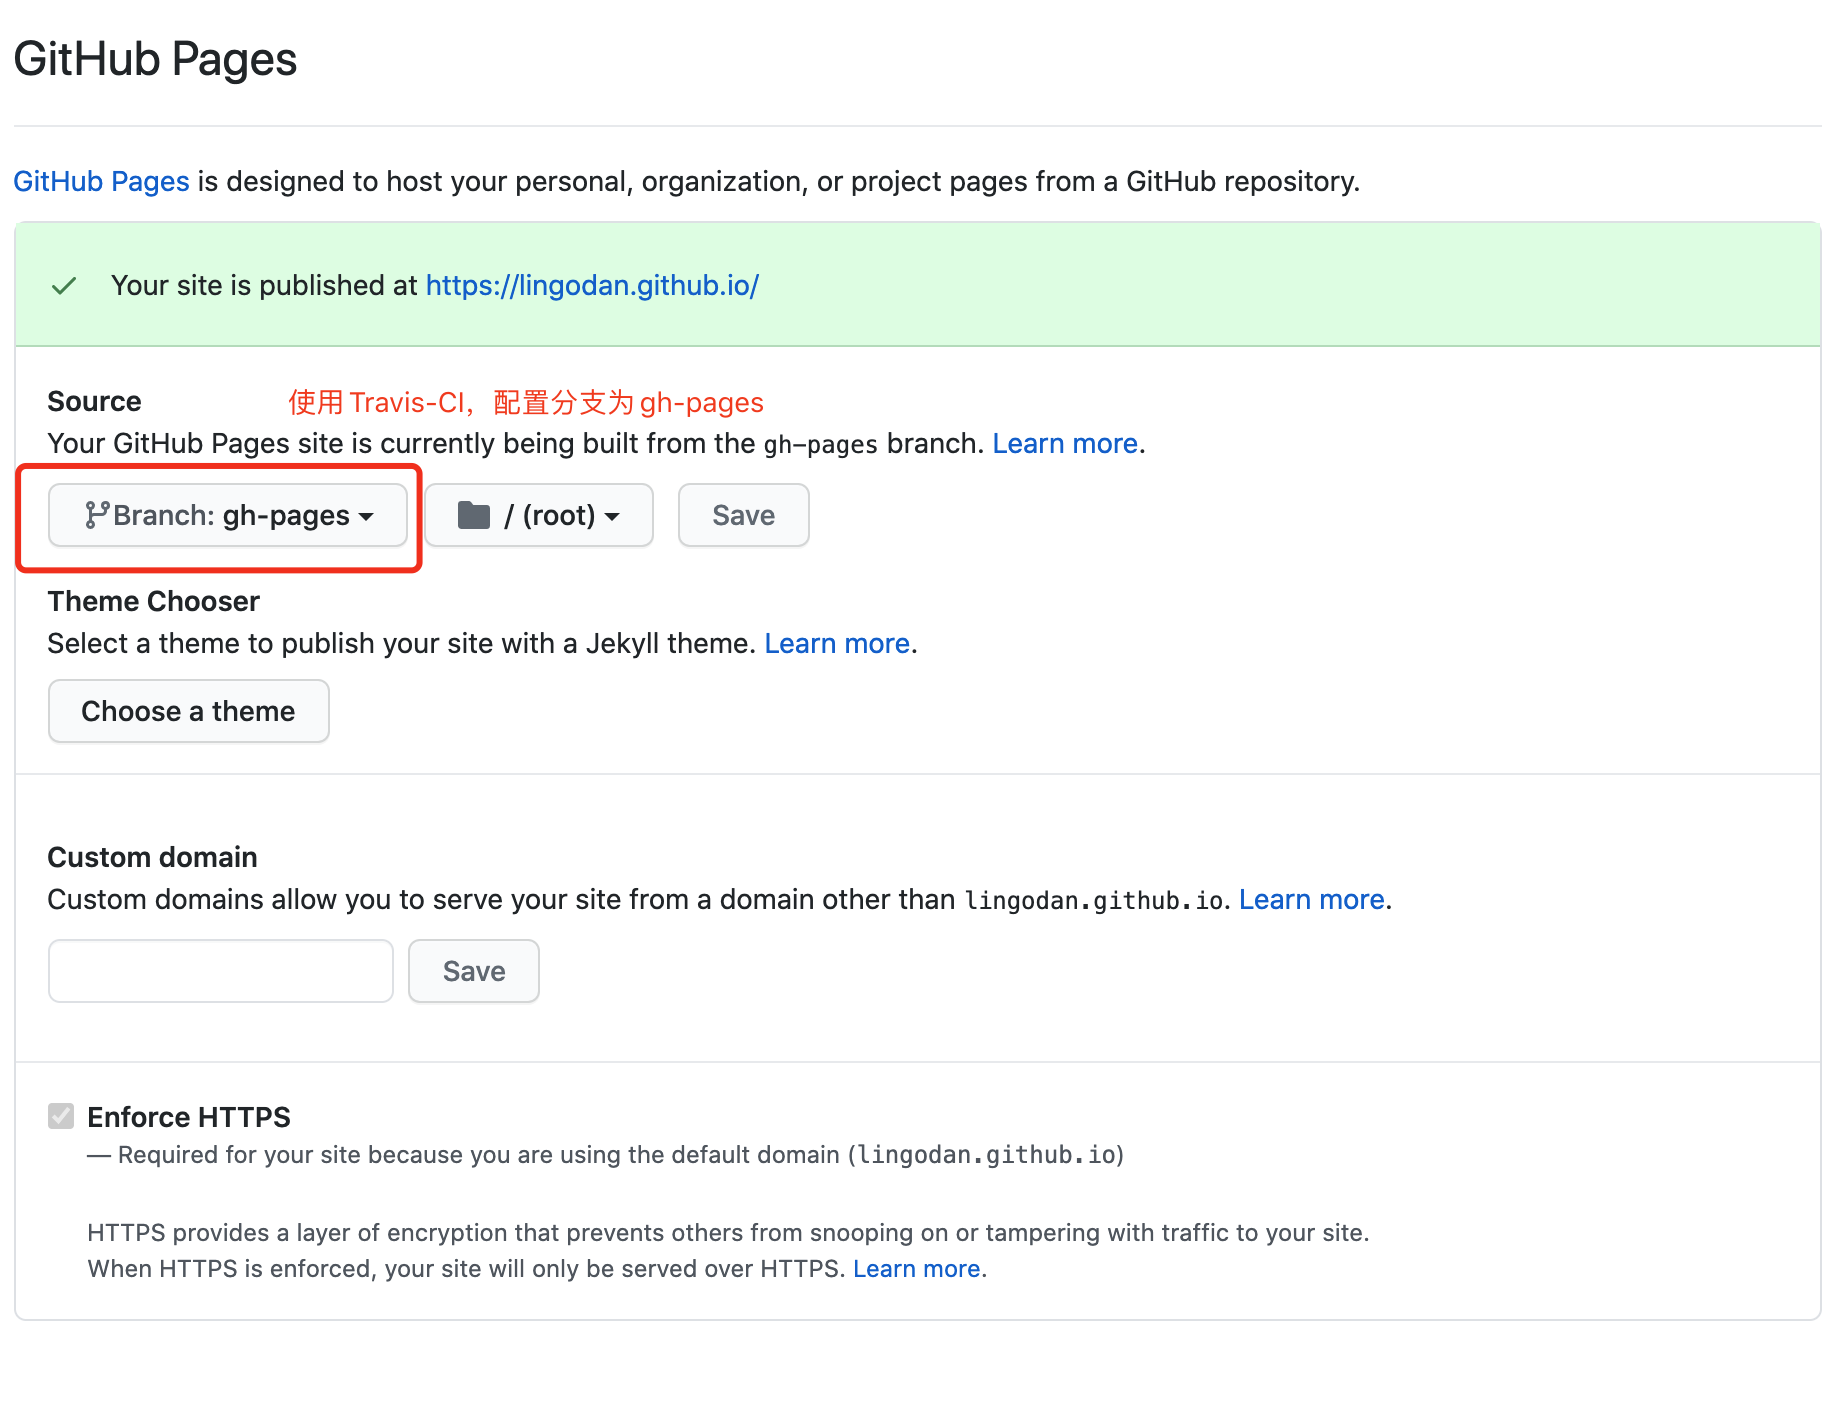 GitHub Pages
GitHub Pages is designed to host your personal, organization, or project pages from a GitHub repository.
Your site is published at https://lingodan.github.io/
Source
使用 Travis-CI，配置分支为 gh-pages
Your GitHub Pages site is currently being built from the gh-pages branch. Learn more.
Branch: gh-pages
/ (root)
Save
Theme Chooser
Select a theme to publish your site with a Jekyll theme. Learn more.
Choose a theme
Custom domain
Custom domains allow you to serve your site from a domain other than lingodan.github.io. Learn more.
Save
Enforce HTTPS
— Required for your site because you are using the default domain (lingodan.github.io)
HTTPS provides a layer of encryption that prevents others from snooping on or tampering with traffic to your site.
When HTTPS is enforced, your site will only be served over HTTPS. Learn more.